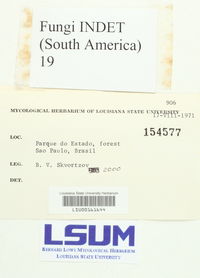 Fungi INDET
(South America)
19
906
MYCOLOGICAL HERBARIUM OF LOUISIANA STATE UNIVERSITY
17-VIII-1971
154577
LOC. Parque do Estado, forest
Sao Paulo, Brasil
LEG. B. V. Skvortzov 2000
DET.
Louisiana State University Herbarium
LSUM
BERNARD LOWY MYCOLOGICAL HERBARIUM
LOUISIANA STATE UNIVERSITY